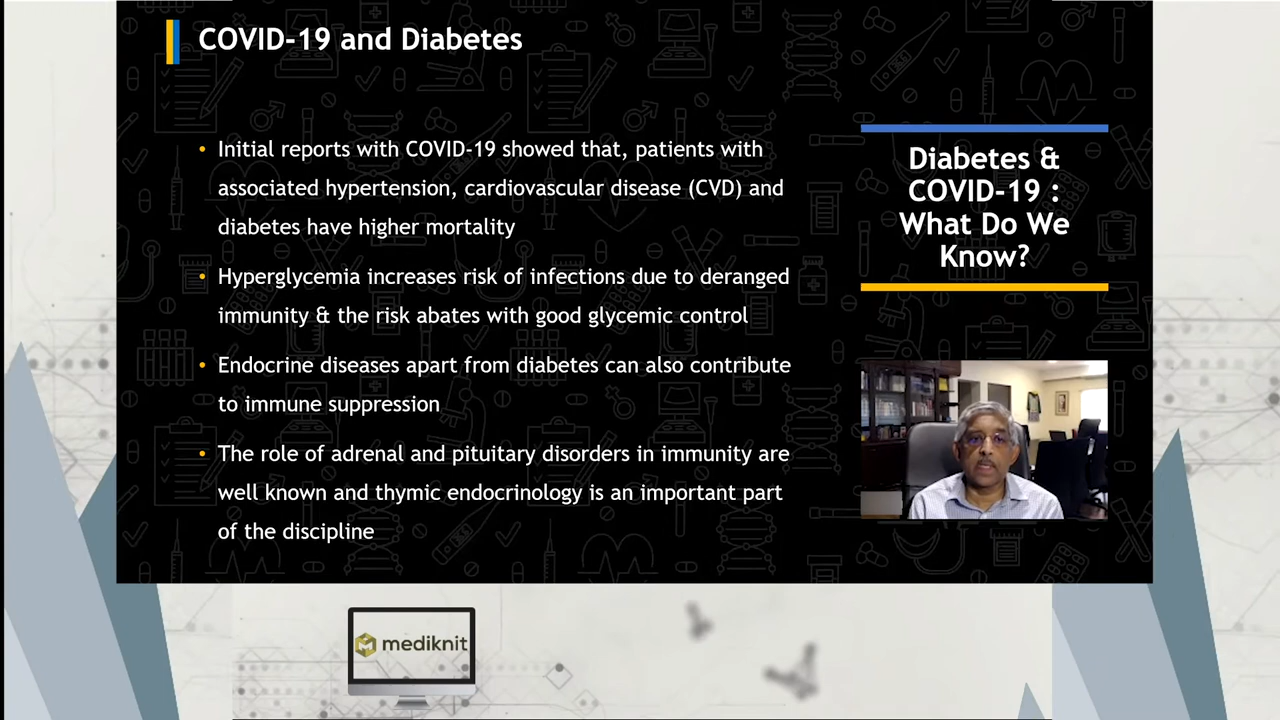 COVID-19 and Diabetes
• Initial reports with COVID-19 showed that, patients with
associated hypertension, cardiovascular disease (CVD) and
diabetes have higher mortality
• Hyperglycemia increases risk of infections due to deranged
immunity & the risk abates with good glycemic control
• Endocrine diseases apart from diabetes can also contribute
to immune suppression
• The role of adrenal and pituitary disorders in immunity are
well known and thymic endocrinology is an important part
of the discipline
Diabetes &
COVID-19 :
What Do We
Know?
mediknit